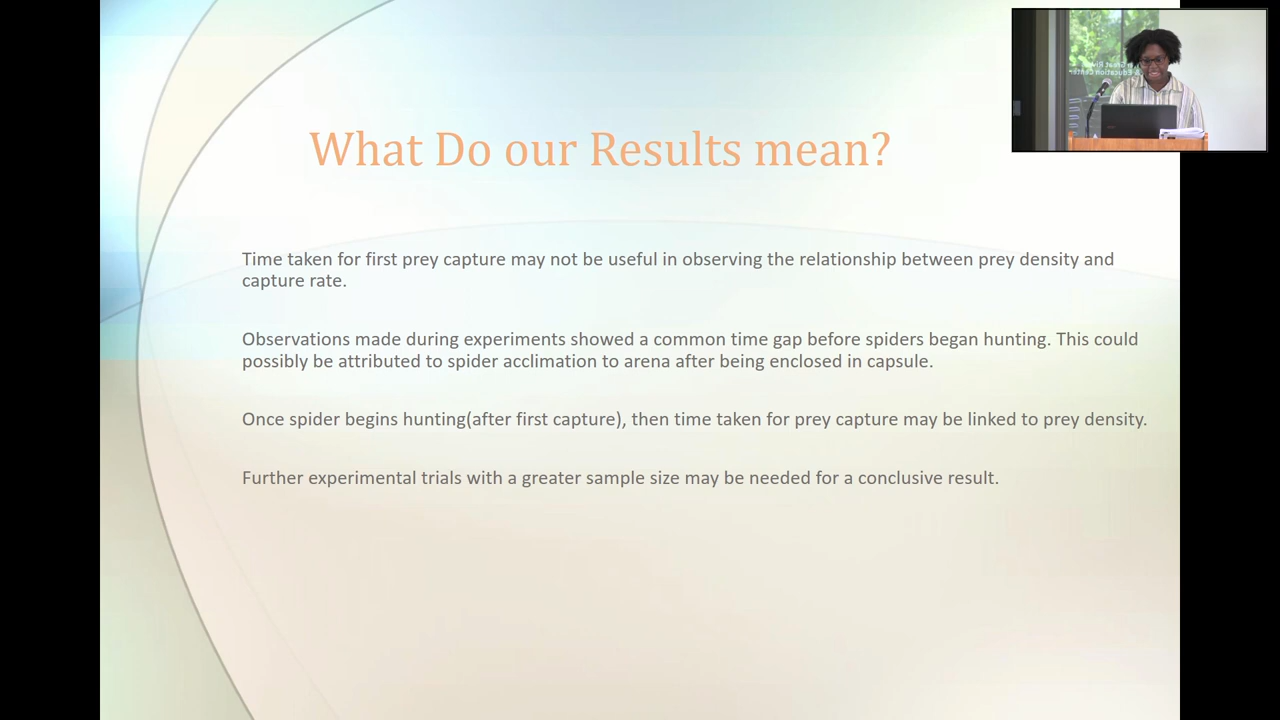 What Do our Results mean?
Time taken for first prey capture may not be useful in observing the relationship between prey density and
capture rate.
Observations made during experiments showed a common time gap before spiders began hunting. This could
possibly be attributed to spider acclimation to arena after being enclosed in capsule.
Once spider begins hunting(after first capture), then time taken for prey capture may be linked to prey density.
Further experimental trials with a greater sample size may be needed for a conclusive result.
Great
Education Center